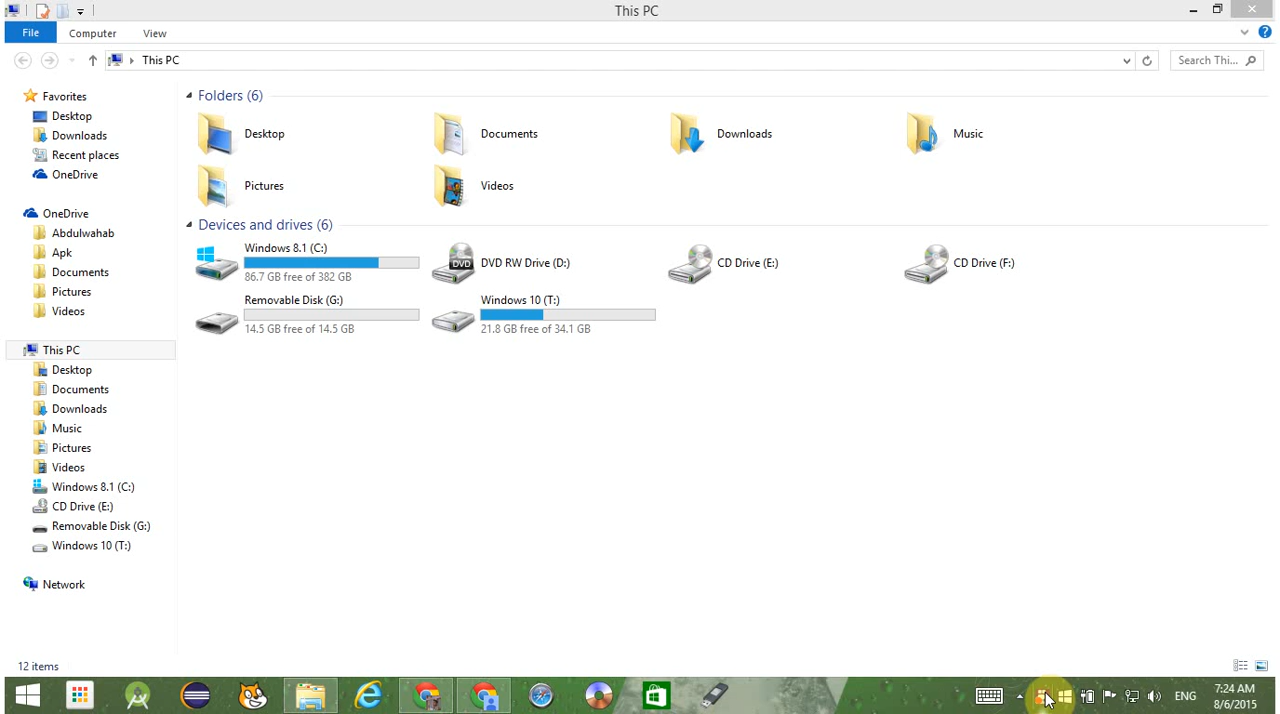 This PC
File
Computer
View
This PC
Search Thi...
Favorites
Desktop
Downloads
Recent places
OneDrive
OneDrive
Abdulwahab
Apk
Documents
Pictures
Videos
This PC
Desktop
Documents
Downloads
Music
Pictures
Videos
Windows 8.1 (C:)
CD Drive (E:)
Removable Disk (G:)
Windows 10 (T:)
Network
Folders (6)
Desktop
Documents
Downloads
Music
Pictures
Videos
Devices and drives (6)
Windows 8.1 (C:)
86.7 GB free of 382 GB
DVD
DVD RW Drive (D:)
CD Drive (E:)
CD Drive (F:)
Removable Disk (G:)
14.5 GB free of 14.5 GB
Windows 10 (T:)
21.8 GB free of 34.1 GB
12 items
ENG
7:24 AM
8/6/2015